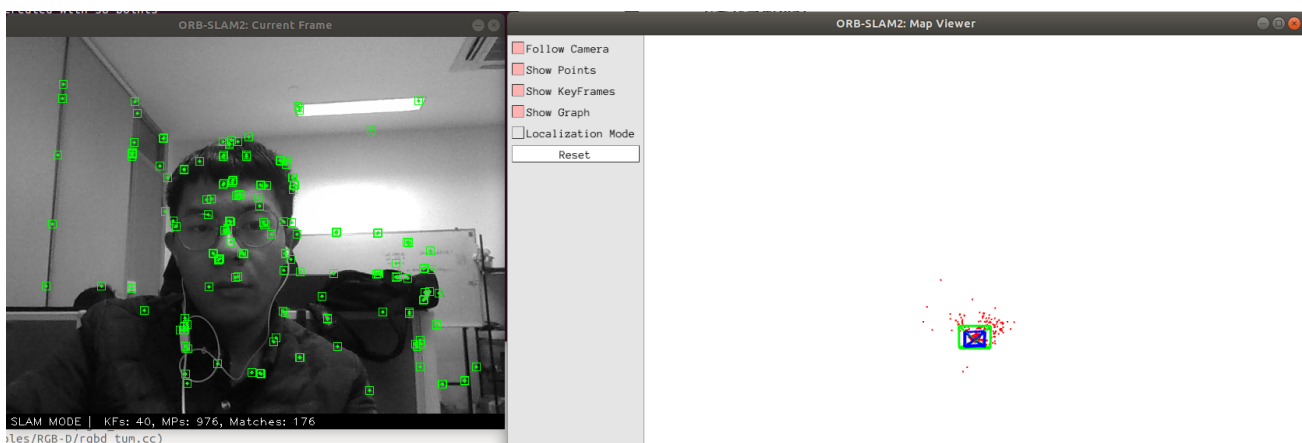 ORB-SLAM2: Current Frame
SLAM MODE |  KFs: 40, MPs: 976, Matches: 176
ples/RGB-D/rgbd_tum.cc)
ORB-SLAM2: Map Viewer
Follow Camera
Show Points
Show KeyFrames
Show Graph
Localization Mode
Reset